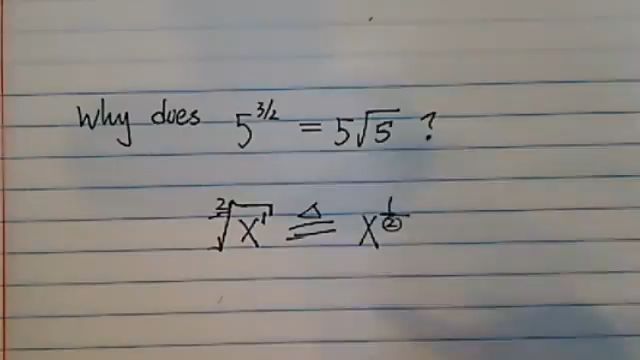 Why does 5^{3/2} = 5√5 ?
²√x¹ ≜ x^{1/②}